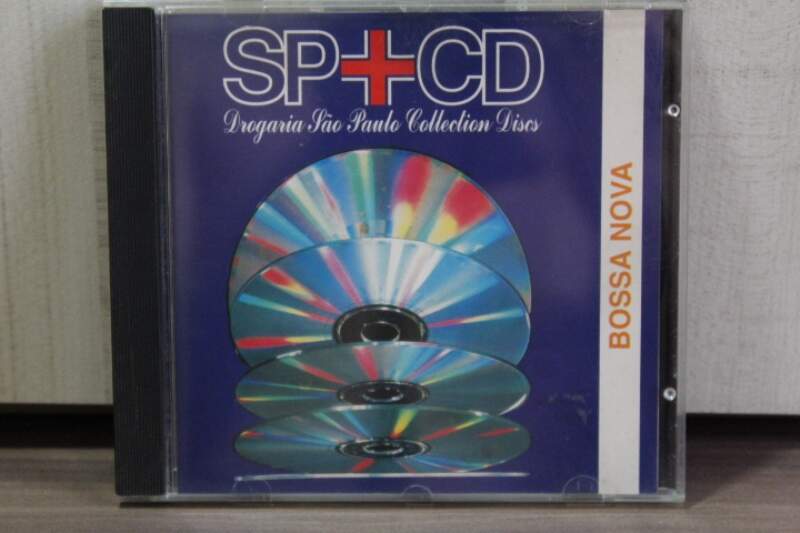 SP+CD
Drogaria São Paulo Collection Discs
BOSSA NOVA